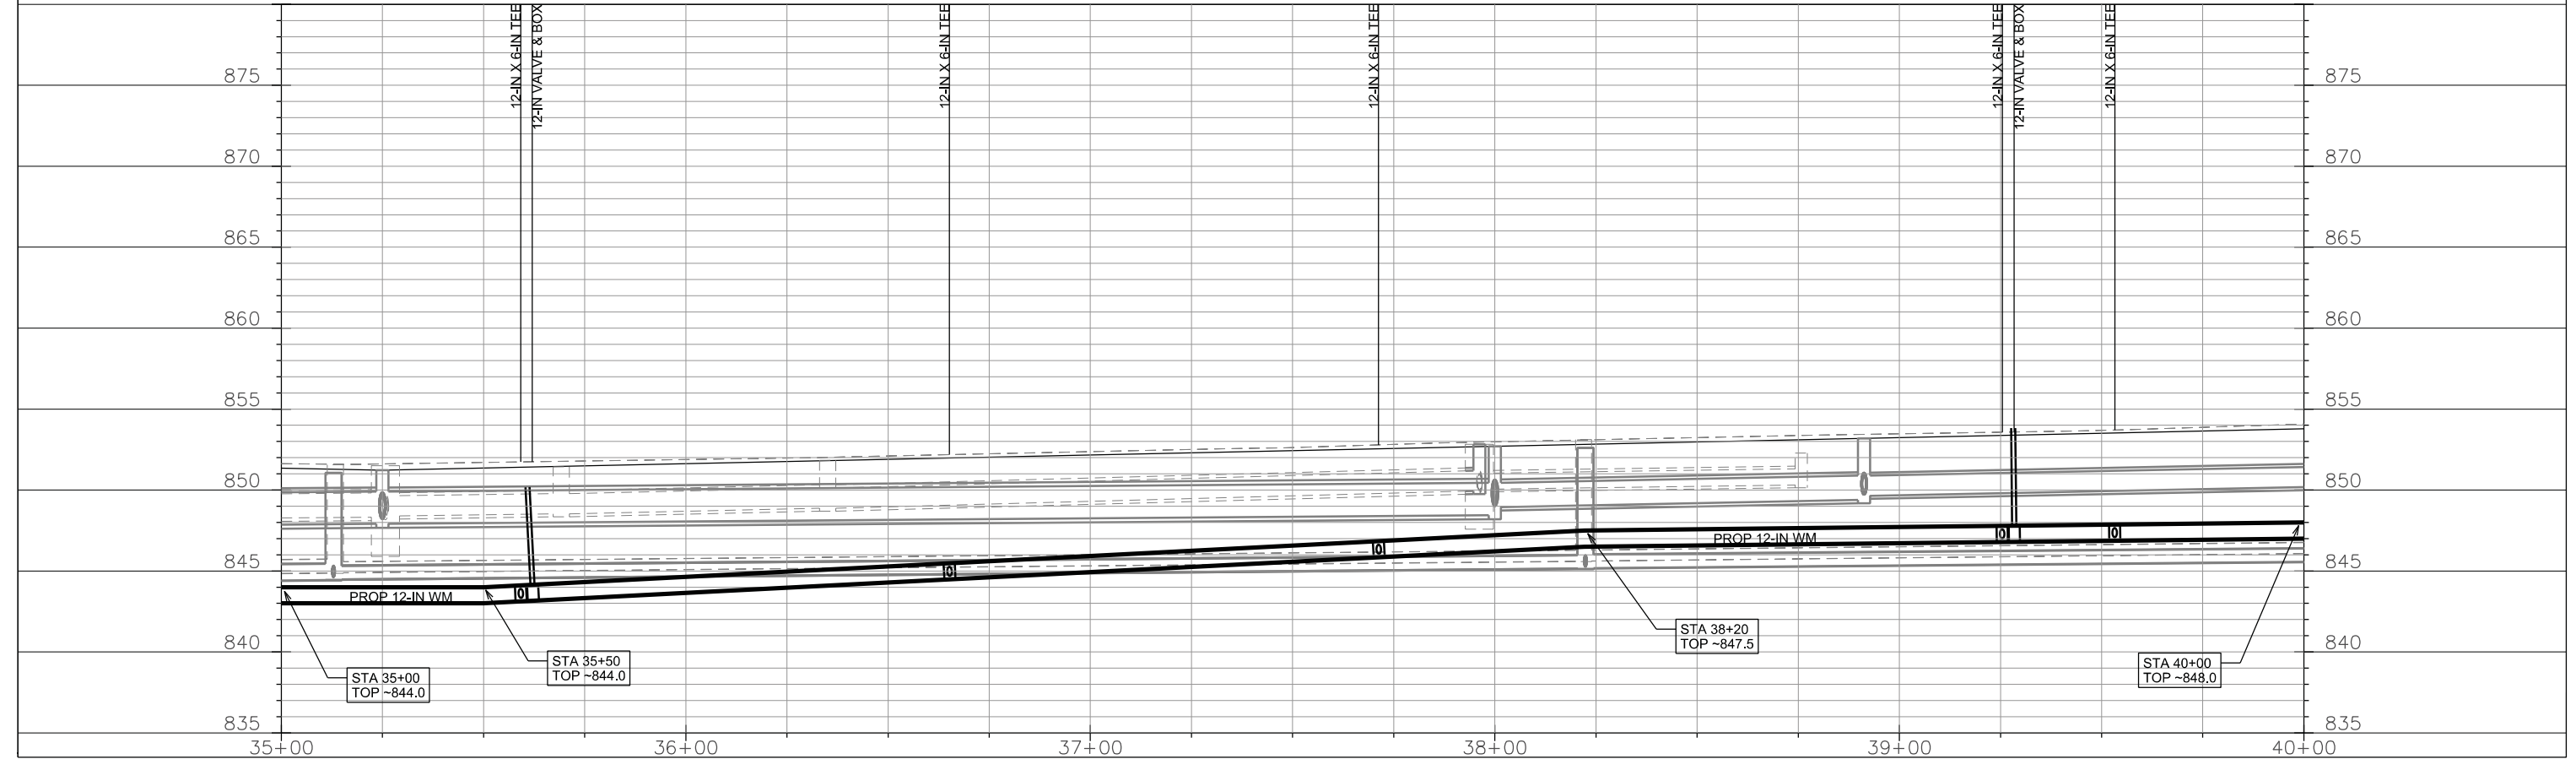 12-IN X 6-IN TEE
12-IN VALVE & BOX
12-IN X 6-IN TEE
12-IN X 6-IN TEE
12-IN X 6-IN TEE
12-IN VALVE & BOX
12-IN X 6-IN TEE
875 875
870 870
865 865
860 860
855 855
850 850
845 845
840 840
835 835
PROP 12-IN WM
PROP 12-IN WM
STA 35+00
TOP ~844.0
STA 35+50
TOP ~844.0
STA 38+20
TOP ~847.5
STA 40+00
TOP ~848.0
35+00 36+00 37+00 38+00 39+00 40+00